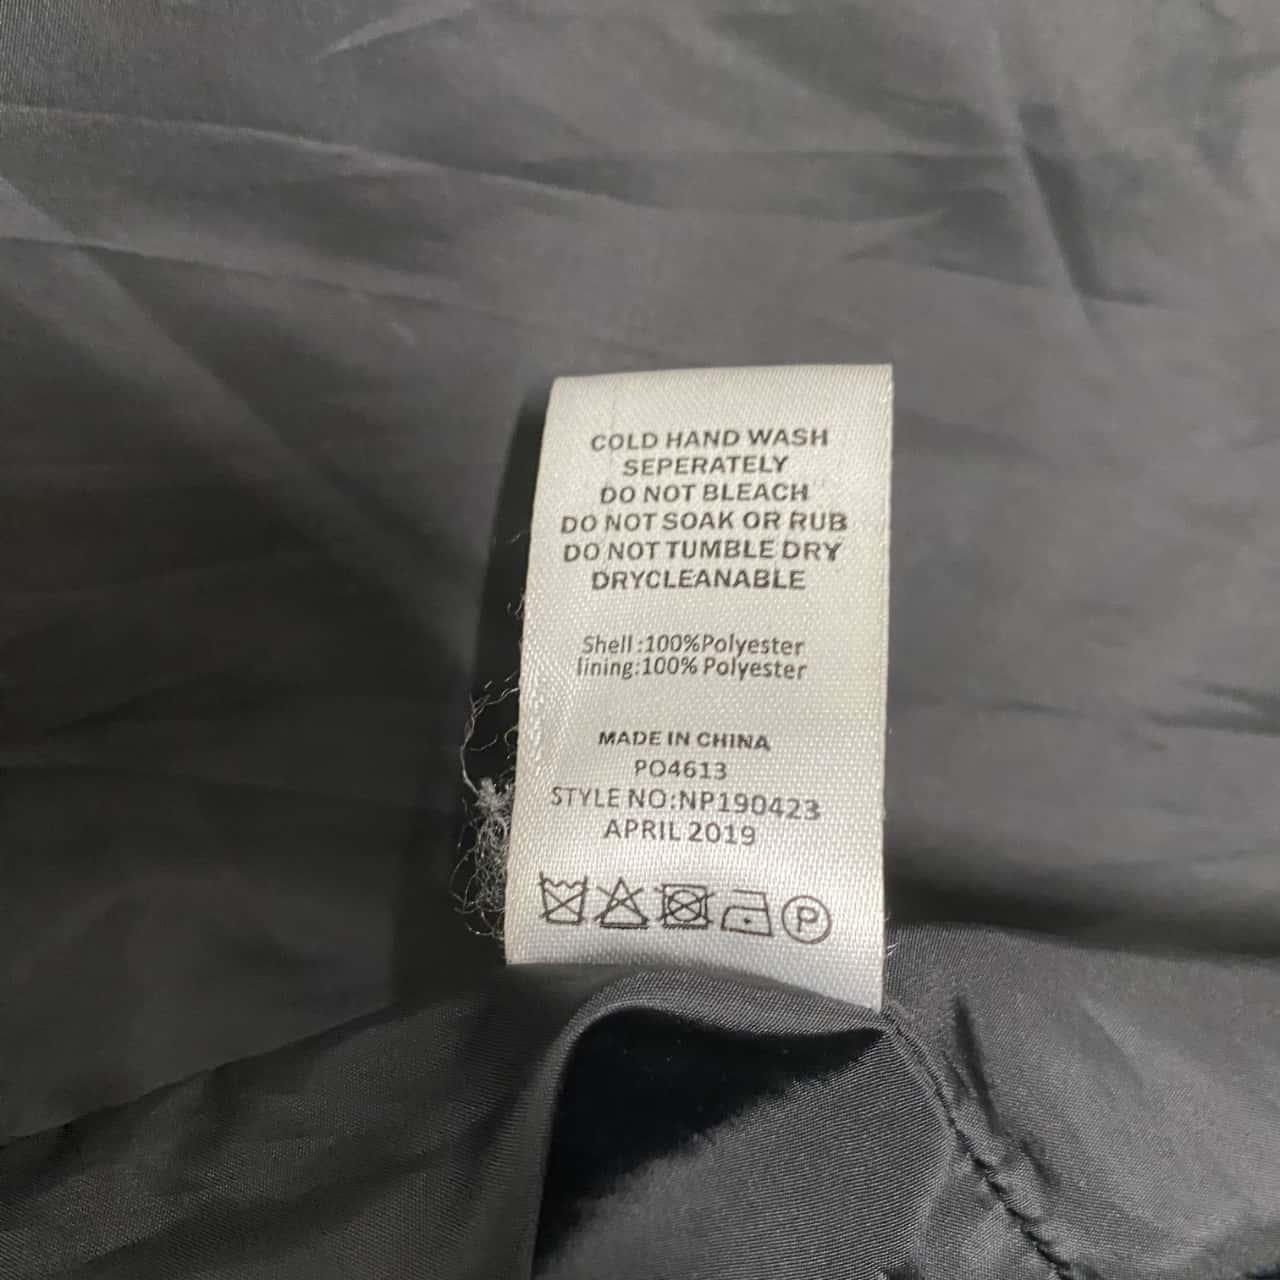 COLD HAND WASH
SEPERATELY
DO NOT BLEACH
DO NOT SOAK OR RUB
DO NOT TUMBLE DRY
DRYCLEANABLE
Shell:100%Polyester
lining:100% Polyester
MADE IN CHINA
PO4613
STYLE NO:NP190423
APRIL 2019
P